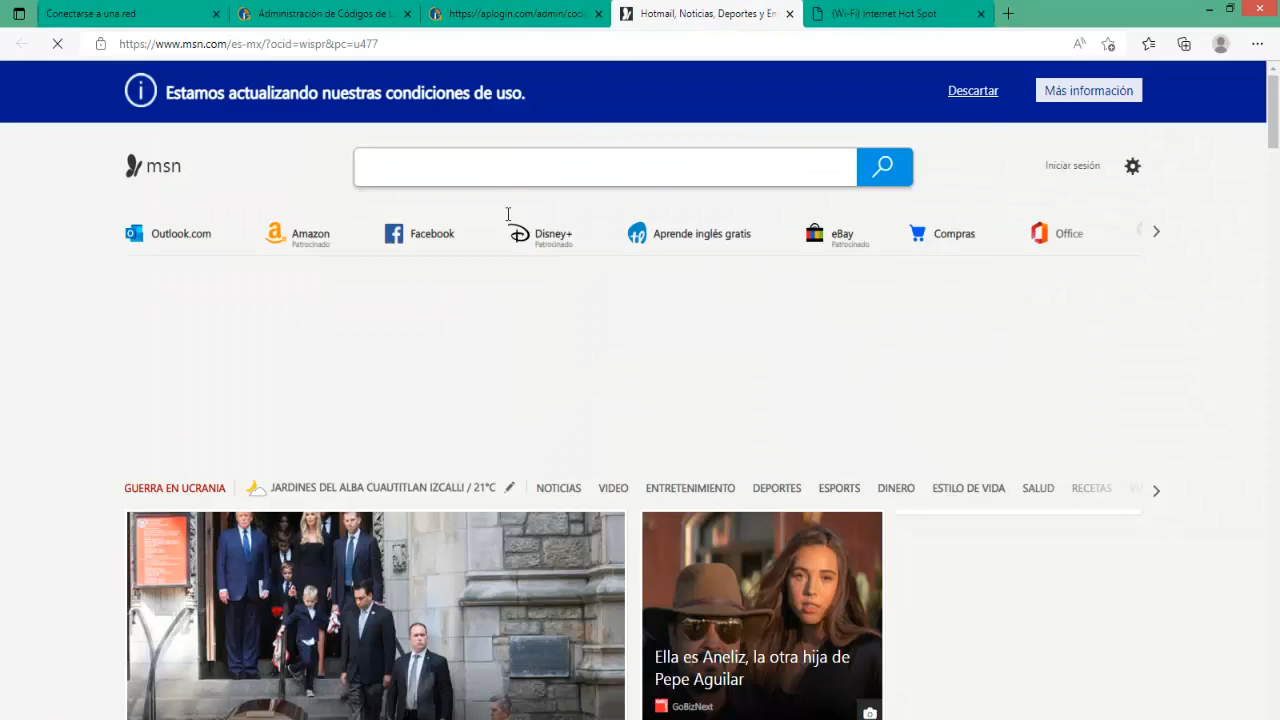 Conectarse a una red
Administración de Códigos de L
https://aplogin.com/admin/codi
Hotmail, Noticias, Deportes y En
(Wi-Fi) Internet Hot Spot
https://www.msn.com/es-mx/?ocid=wispr&pc=u477
Estamos actualizando nuestras condiciones de uso.
Descartar
Más información
msn
Iniciar sesión
Outlook.com
Amazon
Patrocinado
Facebook
Disney+
Patrocinado
Aprende inglés gratis
eBay
Patrocinado
Compras
Office
GUERRA EN UCRANIA
JARDINES DEL ALBA CUAUTITLAN IZCALLI / 21°C
NOTICIAS
VIDEO
ENTRETENIMIENTO
DEPORTES
ESPORTS
DINERO
ESTILO DE VIDA
SALUD
RECETAS
Ella es Aneliz, la otra hija de
Pepe Aguilar
GoBizNext